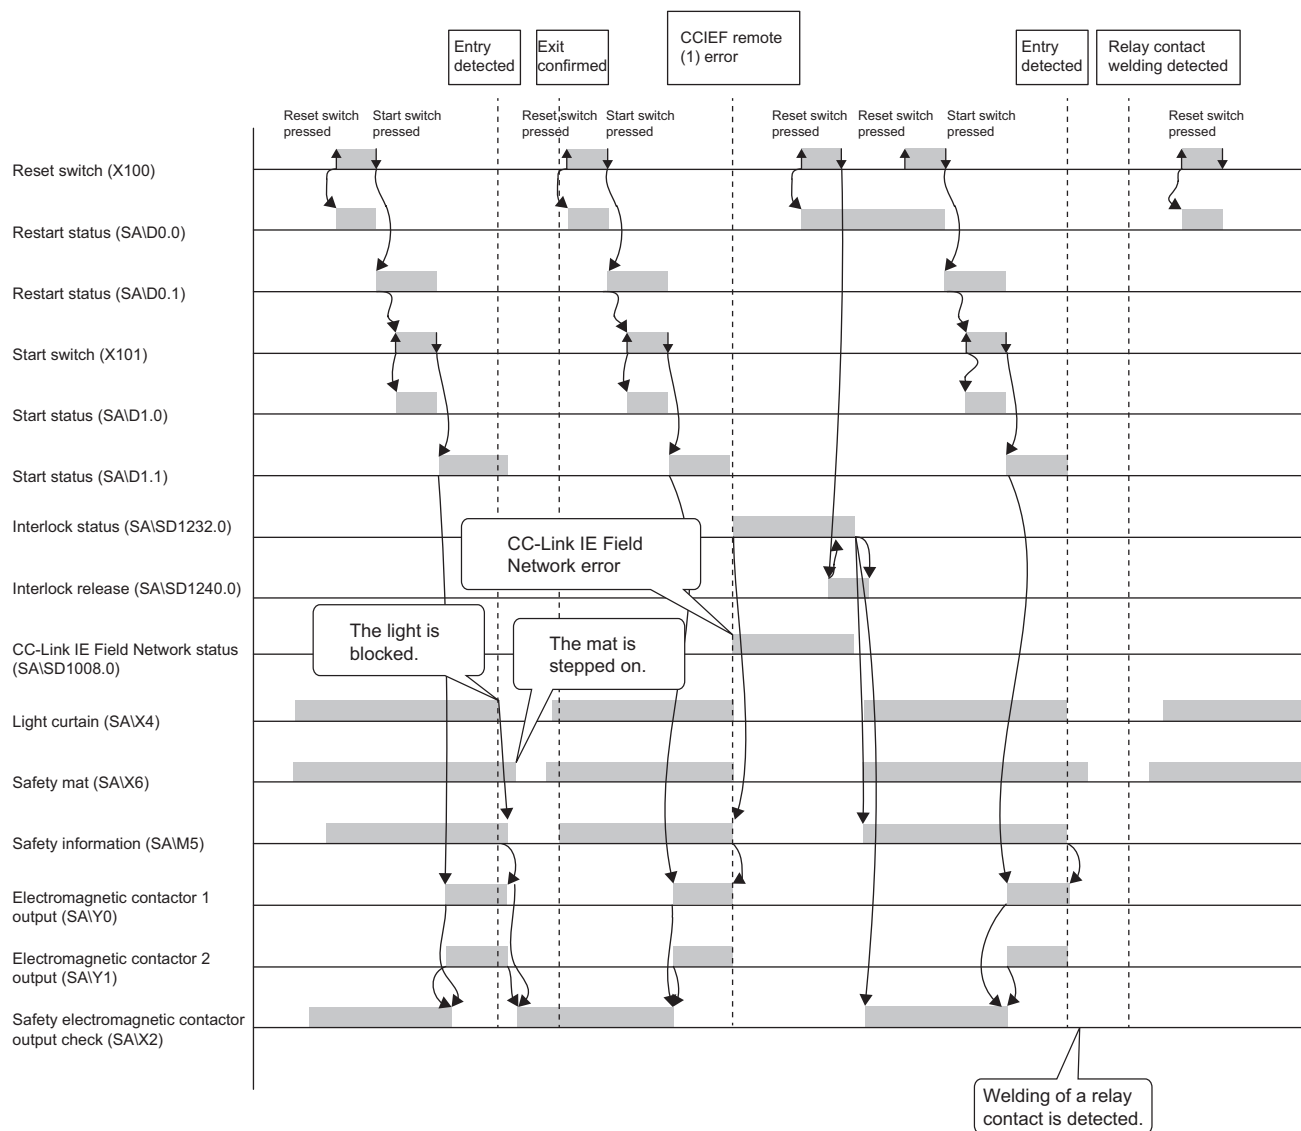 CCIEF remote
(1) error
Entry
detected
Exit
confirmed
Entry
detected
Relay contact
welding detected
Reset switch
pressed
Start switch
pressed
Reset switch
pressed
Start switch
pressed
Reset switch
pressed
Reset switch
pressed
Start switch
pressed
Reset switch
pressed
Reset switch (X100)
Restart status (SA\D0.0)
Restart status (SA\D0.1)
Start switch (X101)
Start status (SA\D1.0)
Start status (SA\D1.1)
Interlock status (SA\SD1232.0)
CC-Link IE Field
Network error
Interlock release (SA\SD1240.0)
The light is
blocked.
The mat is
stepped on.
CC-Link IE Field Network status
(SA\SD1008.0)
Light curtain (SA\X4)
Safety mat (SA\X6)
Safety information (SA\M5)
Electromagnetic contactor 1
output (SA\Y0)
Electromagnetic contactor 2
output (SA\Y1)
Safety electromagnetic contactor
output check (SA\X2)
Welding of a relay
contact is detected.